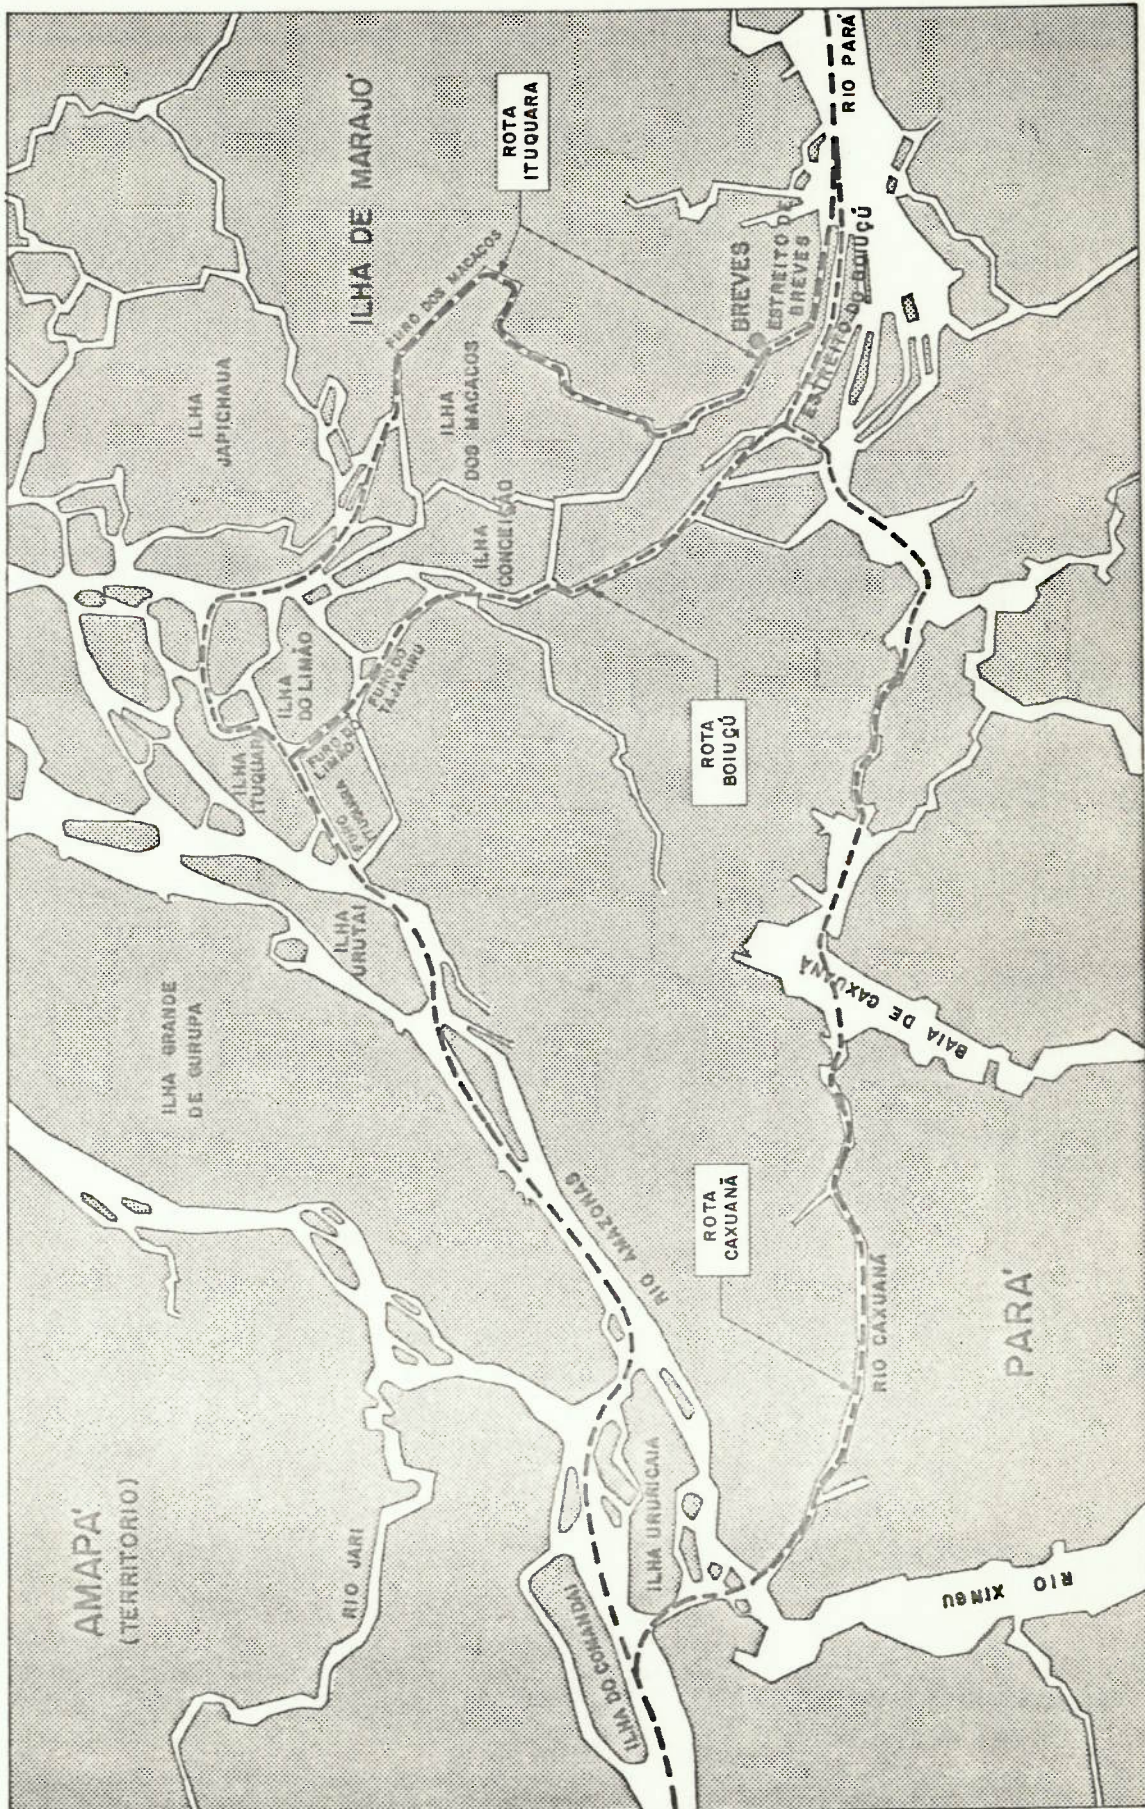 AMAPÁ
(TERRITORIO)
RIO JARI
ILHA GRANDE
DE GURUPA
ILHA
URUTAI
ILHA
JAPICHAUA
ILHA DE MARAJÓ
FURO DOS MACACOS
ROTA
ITUQUARA
ILHA
DOS MACACOS
ILHA
CONCEIÇÃO
ILHA
DO LIMÃO
FURO DO
TAJAPURU
FURO DO
LIMÃO
FURO
ITUQUARA
BREVES
ESTREITO DE
BREVES
ESTREITO DO BOIUÇÚ
RIO PARÁ
ROTA
BOIUÇÚ
BAIA DE CAXUANÃ
ROTA
CAXUANÃ
RIO CAXUANÃ
RIO AMAZONAS
ILHA URURICAIA
ILHA DO COMANDAI
RIO XINGU
PARÁ